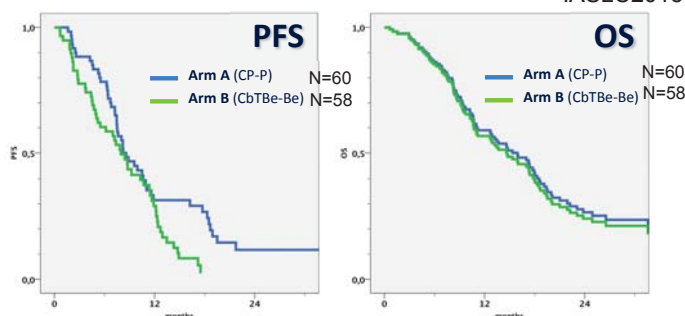 PFS
Arm A (CP-P) N=60
Arm B (CbTBe-Be) N=58
1,0
0,5
0,0
PFS
0 12 24
months
OS
Arm A (CP-P) N=60
Arm B (CbTBe-Be) N=58
1,0
0,5
0,0
OS
0 12 24